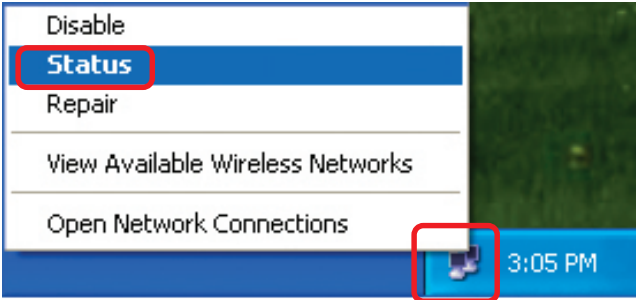 Disable
Status
Repair
View Available Wireless Networks
Open Network Connections
3:05 PM